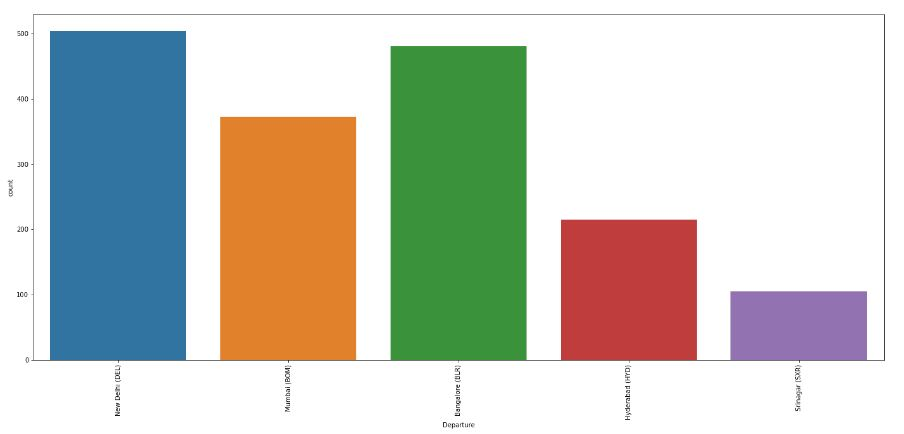 500
400
300
200
100
0
count
New Delhi (DEL)
Mumbai (BOM)
Bangalore (BLR)
Hyderabad (HYD)
Srinagar (SXR)
Departure